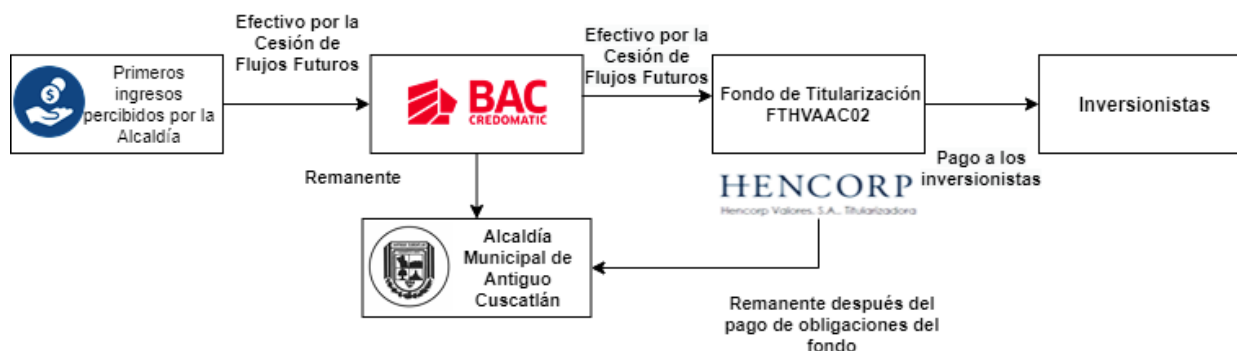 Efectivo por la
Cesión de
Flujos Futuros
Efectivo por la
Cesión de
Flujos Futuros
Primeros
ingresos
percibidos por la
Alcaldía
BAC
CREDOMATIC
Fondo de Titularización
FTHVAAC02
Inversionistas
Remanente
Pago a los
inversionistas
HENCORP
Hencorp Valores, S.A., Titularizadora
Alcaldía
Municipal de
Antiguo
Cuscatlán
Remanente después del
pago de obligaciones del
fondo